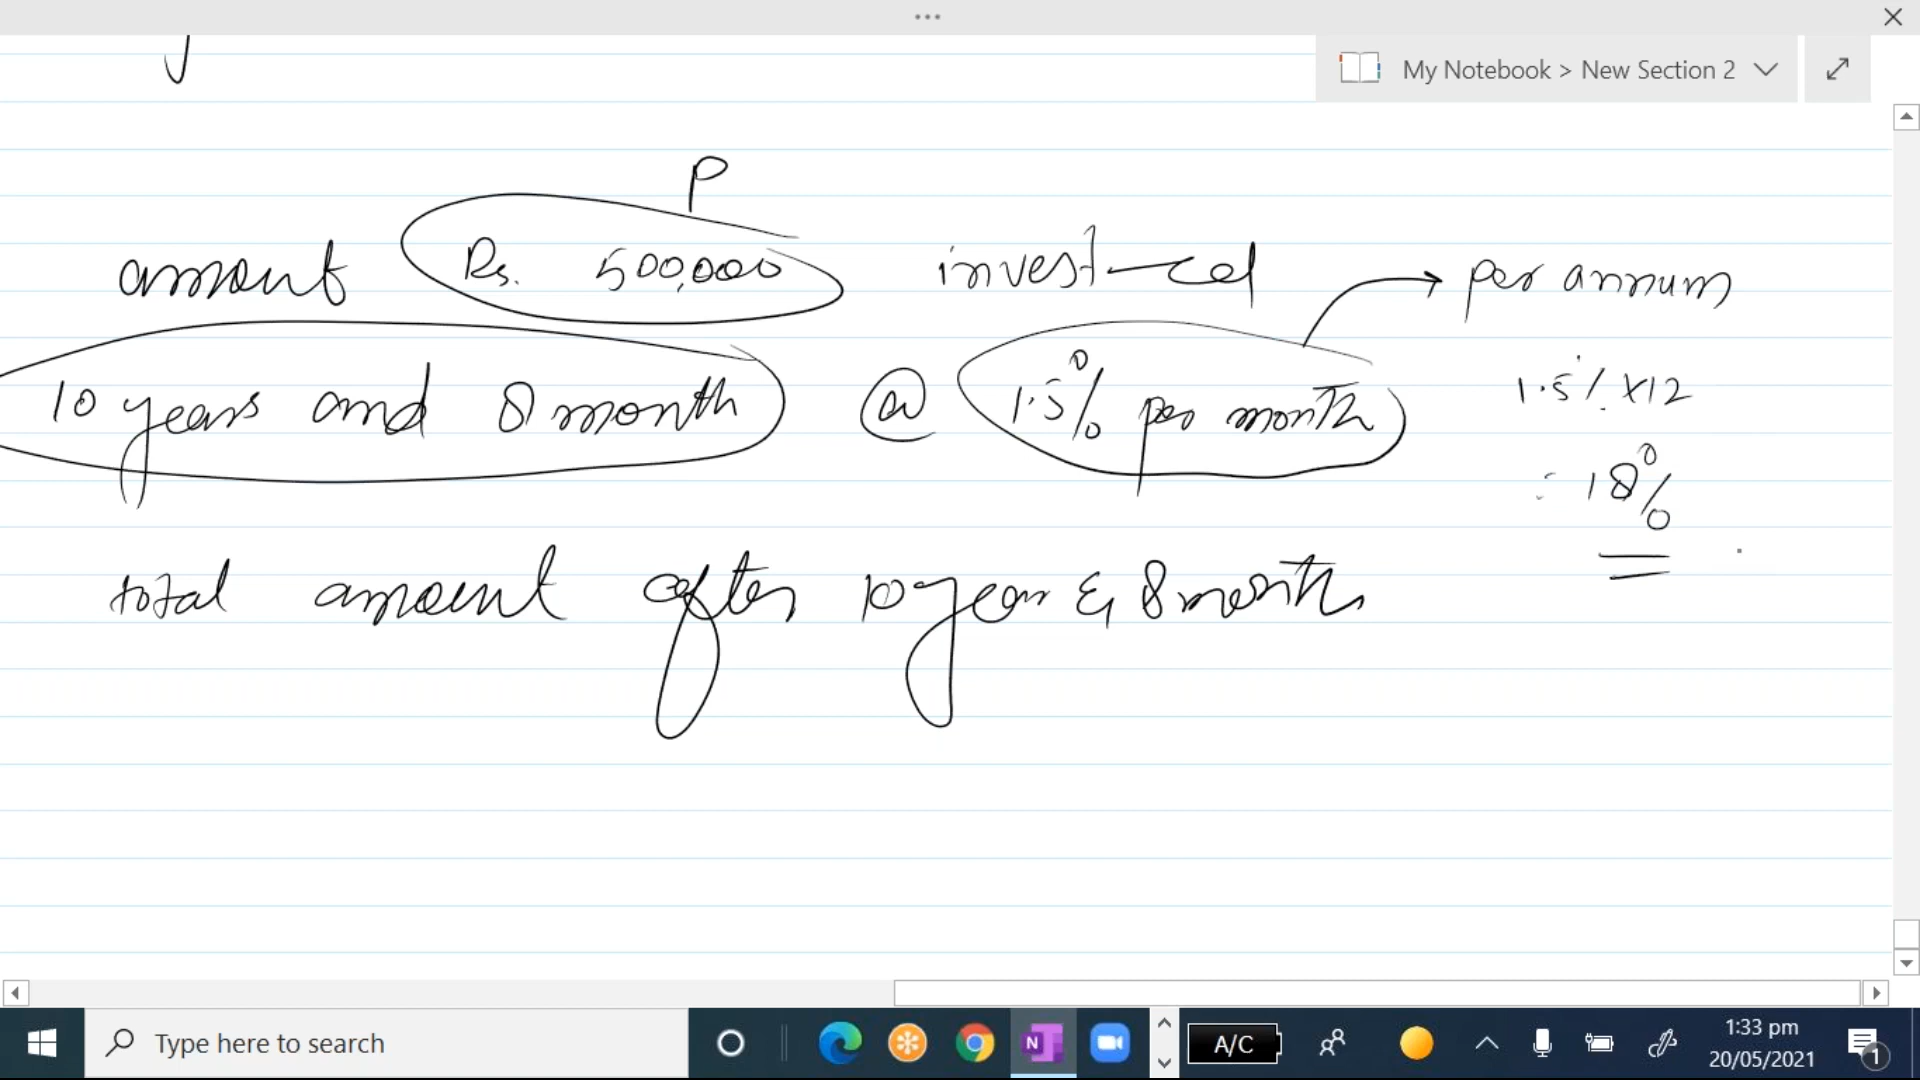 My Notebook > New Section 2
P
amount Rs. 500,000 invested
per annum
10 years and 8 month @ 1.5% per month
1.5% x12
= 18%
total amount after 10 year & 8 month
Type here to search
N
A/C
1:33 pm
20/05/2021
1